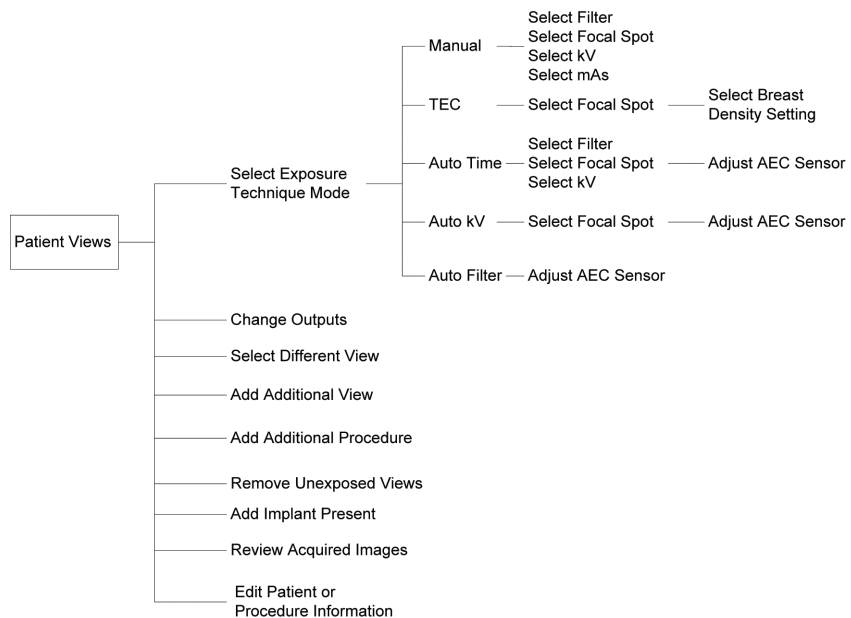 Patient Views
Select Exposure
Technique Mode
Manual
Select Filter
Select Focal Spot
Select kV
Select mAs
TEC
Select Focal Spot
Select Breast
Density Setting
Auto Time
Select Filter
Select Focal Spot
Select kV
Adjust AEC Sensor
Auto kV
Select Focal Spot
Adjust AEC Sensor
Auto Filter
Adjust AEC Sensor
Change Outputs
Select Different View
Add Additional View
Add Additional Procedure
Remove Unexposed Views
Add Implant Present
Review Acquired Images
Edit Patient or
Procedure Information